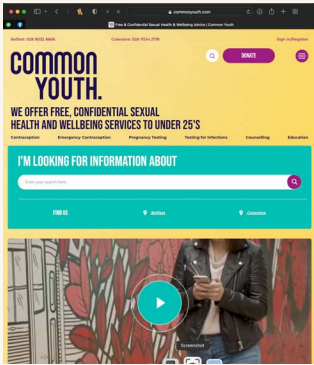 commonyouth.com
Free & Confidential Sexual Health & Wellbeing Advice | Common Youth
Belfast: 028 9032 8866
Coleraine: 028 7034 2178
Sign in/Register
COMMON
YOUTH.
DONATE
WE OFFER FREE, CONFIDENTIAL SEXUAL
HEALTH AND WELLBEING SERVICES TO UNDER 25'S
Contraception Emergency Contraception Pregnancy Testing Testing for Infections Counselling Education
I'M LOOKING FOR INFORMATION ABOUT
Enter your search here...
FIND US Belfast Coleraine
Screenshot